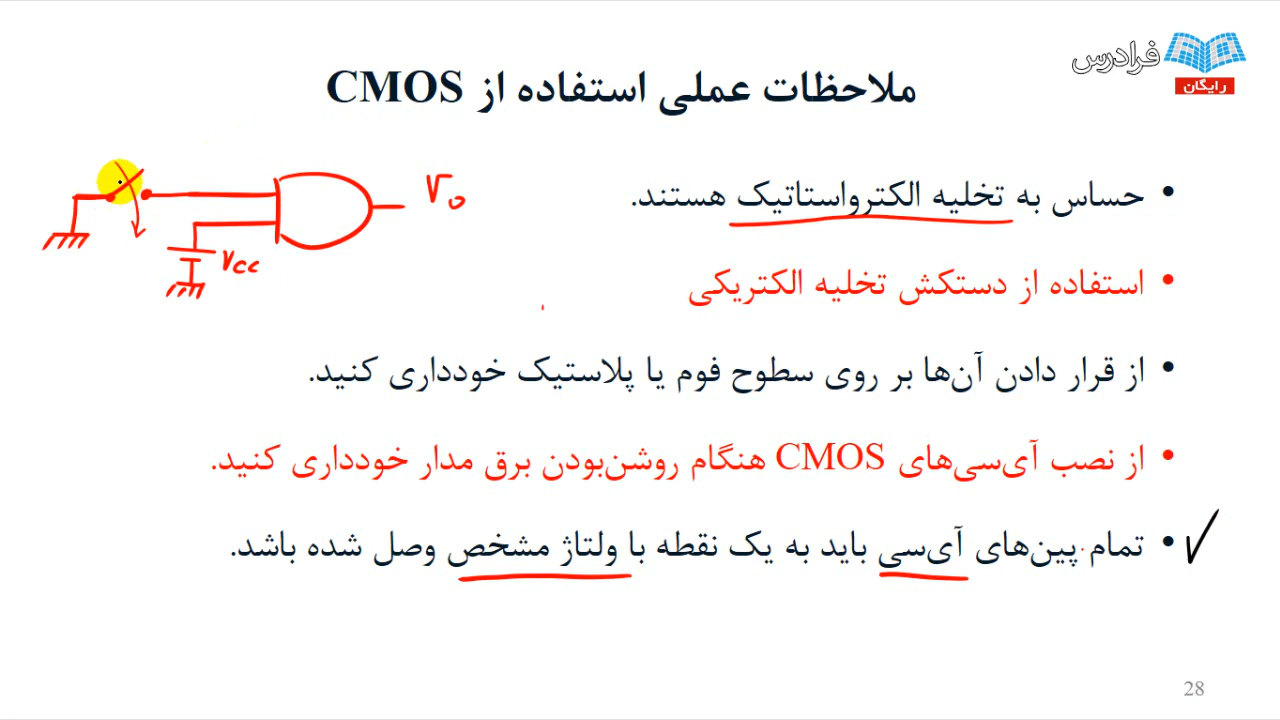 فرادرس
رایگان
ملاحظات عملی استفاده از CMOS
• حساس به تخلیه الکترواستاتیک هستند.
• استفاده از دستکش تخلیه الکتریکی
• از قرار دادن آن‌ها بر روی سطوح فوم یا پلاستیک خودداری کنید.
• از نصب آی‌سی‌های CMOS هنگام روشن‌بودن برق مدار خودداری کنید.
• تمام پین‌های آی‌سی باید به یک نقطه با ولتاژ مشخص وصل شده باشد.
Vo
Vcc
28